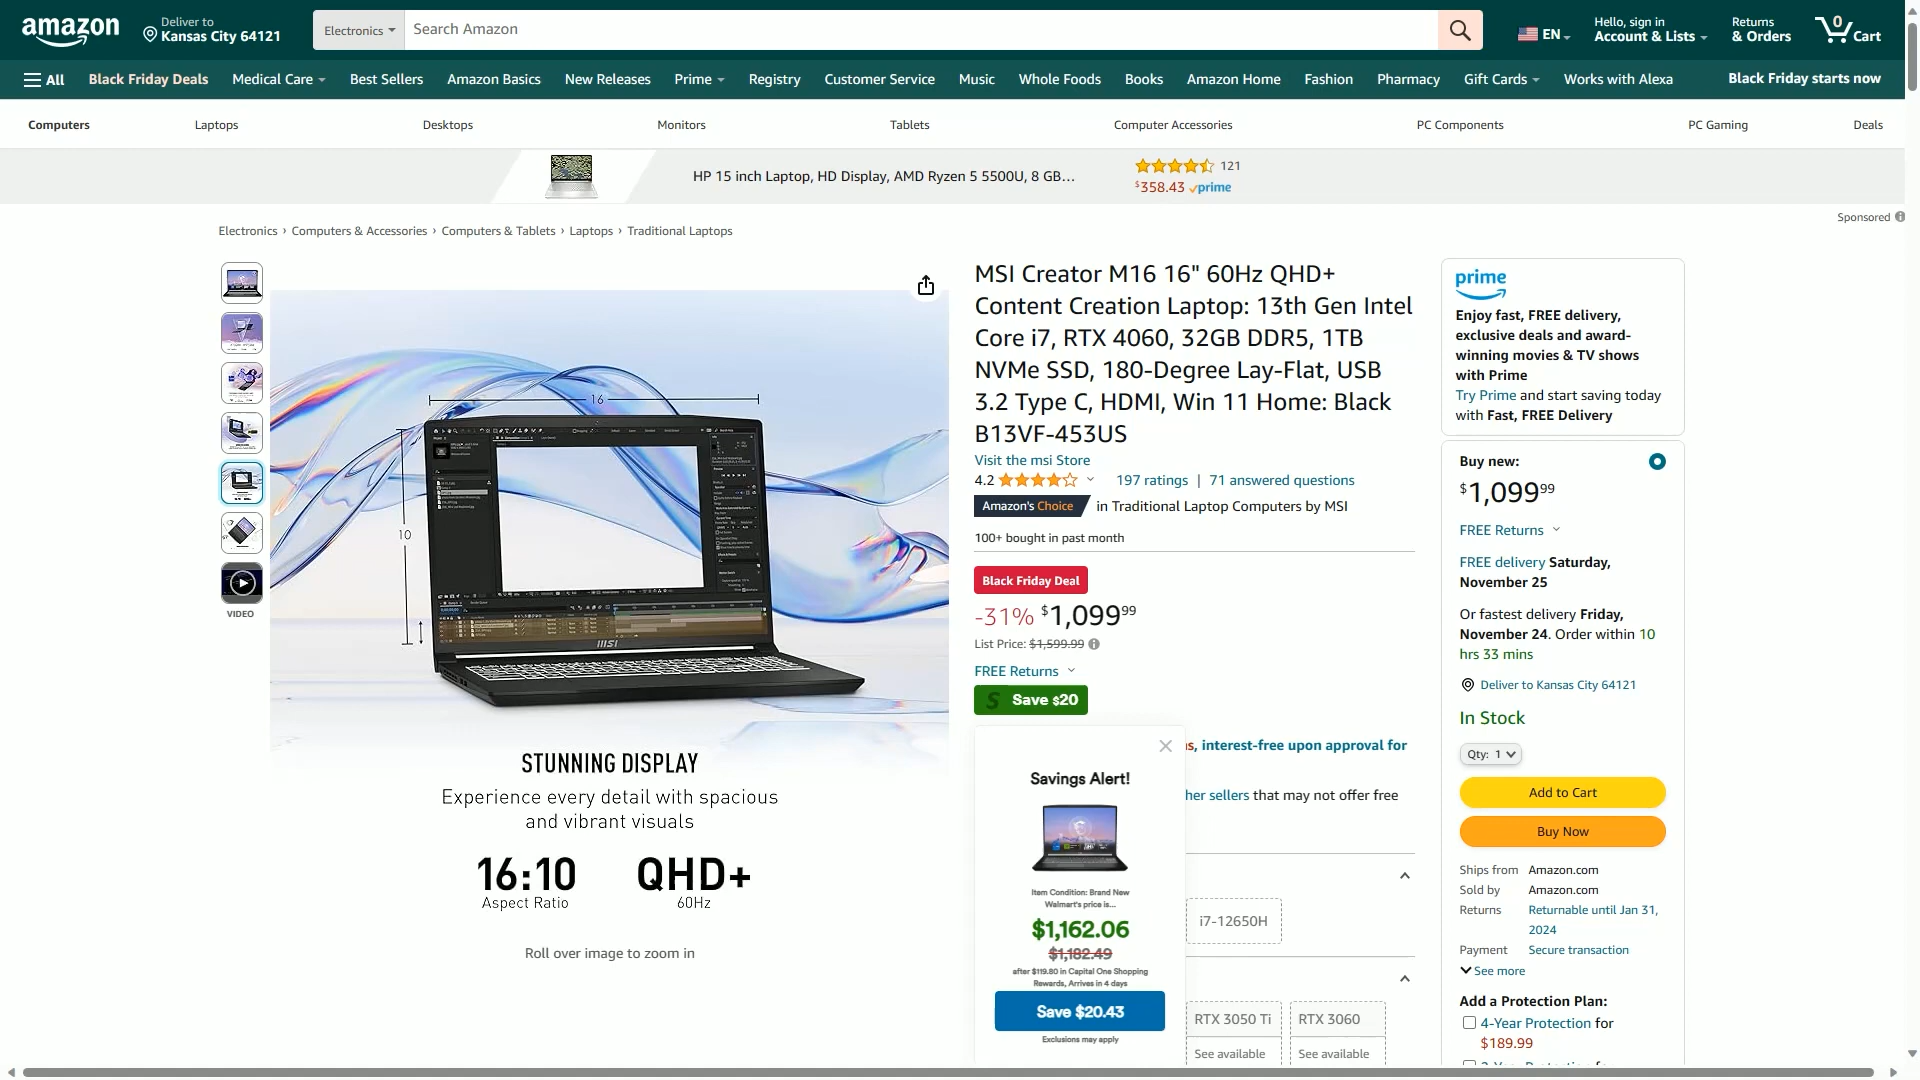 amazon
Deliver to
Kansas City 64121
Electronics
Search Amazon
EN
Hello, sign in
Account & Lists
Returns
& Orders
0
Cart
All
Black Friday Deals
Medical Care
Best Sellers
Amazon Basics
New Releases
Prime
Registry
Customer Service
Music
Whole Foods
Books
Amazon Home
Fashion
Pharmacy
Gift Cards
Works with Alexa
Black Friday starts now
Computers
Laptops
Desktops
Monitors
Tablets
Computer Accessories
PC Components
PC Gaming
Deals
HP 15 inch Laptop, HD Display, AMD Ryzen 5 5500U, 8 GB...
121
$358.43 prime
Sponsored
Electronics › Computers & Accessories › Computers & Tablets › Laptops › Traditional Laptops
VIDEO
16
10
msi
STUNNING DISPLAY
Experience every detail with spacious
and vibrant visuals
16:10
Aspect Ratio
QHD+
60Hz
Roll over image to zoom in
MSI Creator M16 16" 60Hz QHD+
Content Creation Laptop: 13th Gen Intel
Core i7, RTX 4060, 32GB DDR5, 1TB
NVMe SSD, 180-Degree Lay-Flat, USB
3.2 Type C, HDMI, Win 11 Home: Black
B13VF-453US
Visit the msi Store
4.2
197 ratings | 71 answered questions
Amazon's Choice in Traditional Laptop Computers by MSI
100+ bought in past month
Black Friday Deal
-31% $1,099.99
List Price: $1,599.99
FREE Returns
S Save $20
s, interest-free upon approval for
her sellers that may not offer free
Savings Alert!
Item Condition: Brand New
Walmart's price is...
$1,162.06
$1,182.49
after $119.80 in Capital One Shopping
Rewards, Arrives in 4 days
Save $20.43
Exclusions may apply
i7-12650H
RTX 3050 Ti
RTX 3060
See available
See available
prime
Enjoy fast, FREE delivery,
exclusive deals and award-
winning movies & TV shows
with Prime
Try Prime and start saving today
with Fast, FREE Delivery
Buy new:
$1,099.99
FREE Returns
FREE delivery Saturday,
November 25
Or fastest delivery Friday,
November 24. Order within 10
hrs 33 mins
Deliver to Kansas City 64121
In Stock
Qty: 1
Add to Cart
Buy Now
Ships from Amazon.com
Sold by Amazon.com
Returns Returnable until Jan 31,
2024
Payment Secure transaction
See more
Add a Protection Plan:
4-Year Protection for
$189.99